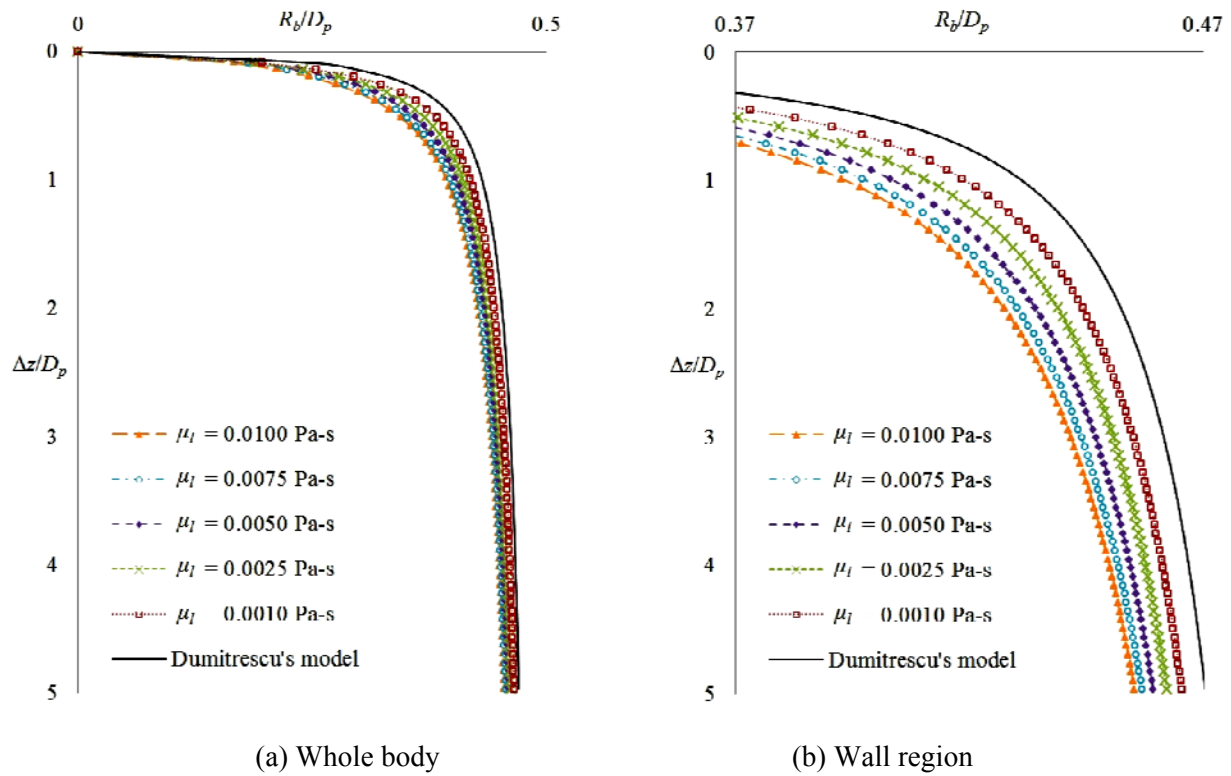 0 R_b/D_p 0.5
0
1
2
Δz/D_p
3
4
5
μ_l = 0.0100 Pa-s
μ_l = 0.0075 Pa-s
μ_l = 0.0050 Pa-s
μ_l = 0.0025 Pa-s
μ_l 0.0010 Pa-s
Dumitrescu's model
(a) Whole body
0.37 R_b/D_p 0.47
0
1
2
Δz/D_p
3
4
5
μ_l = 0.0100 Pa-s
μ_l = 0.0075 Pa-s
μ_l = 0.0050 Pa-s
μ_l – 0.0025 Pa-s
μ_l 0.0010 Pa-s
Dumitrescu's model
(b) Wall region